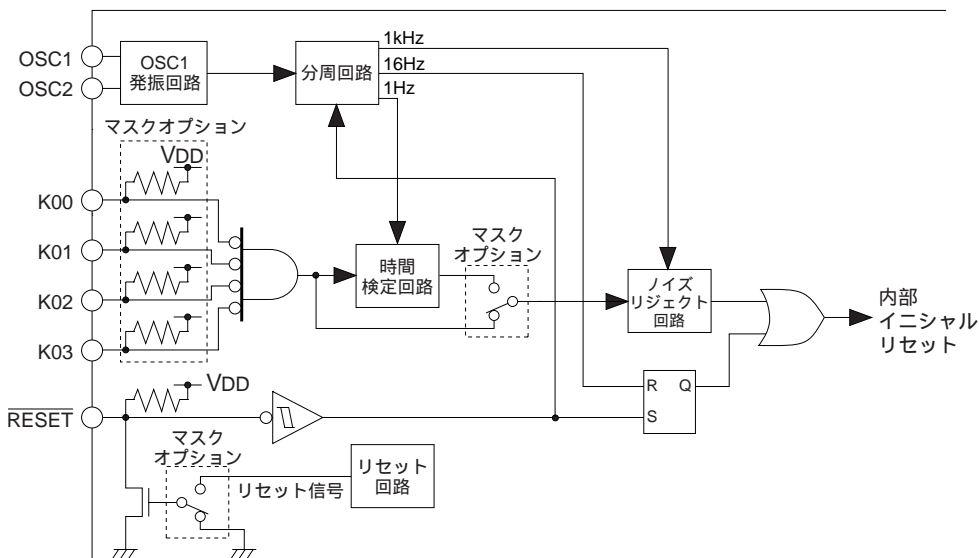 OSC1
OSC2
OSC1
発振回路
分周回路
1kHz
16Hz
1Hz
マスクオプション
VDD
K00
K01
K02
K03
時間
検定回路
マスク
オプション
ノイズ
リジェクト
回路
内部
イニシャル
リセット
R Q
S
RESET
VDD
マスク
オプション
リセット信号
リセット
回路